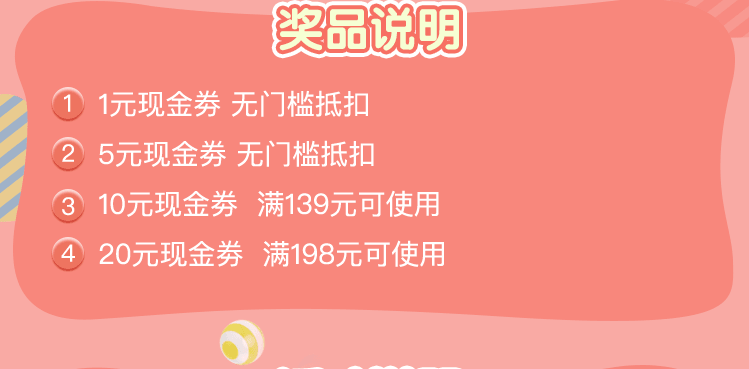 奖品说明
1 1元现金券 无门槛抵扣
2 5元现金券 无门槛抵扣
3 10元现金券 满139元可使用
4 20元现金券 满198元可使用